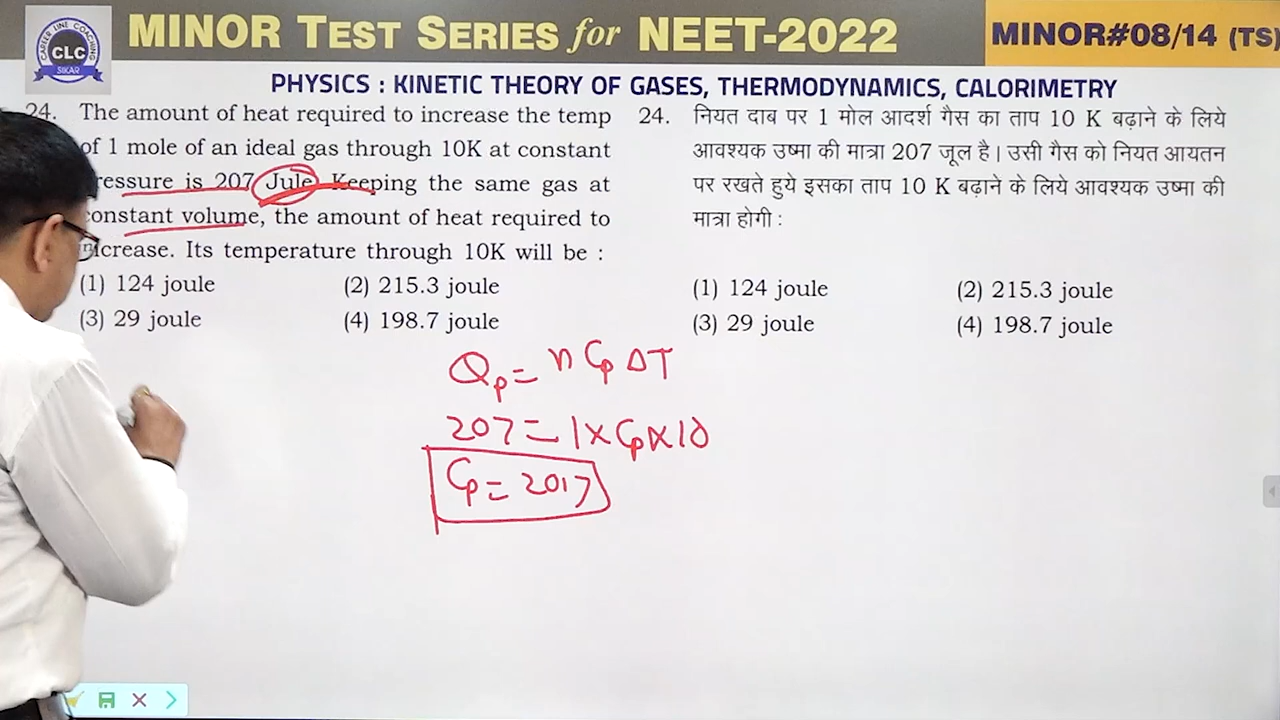 CAREER LINE COACHING
CLC
SIKAR
MINOR TEST SERIES for NEET-2022
MINOR#08/14 (TS)
PHYSICS : KINETIC THEORY OF GASES, THERMODYNAMICS, CALORIMETRY
24. The amount of heat required to increase the temp
of 1 mole of an ideal gas through 10K at constant
ressure is 207 Jule. Keeping the same gas at
onstant volume, the amount of heat required to
ncrease. Its temperature through 10K will be :
(1) 124 joule (2) 215.3 joule
(3) 29 joule (4) 198.7 joule
24. नियत दाब पर 1 मोल आदर्श गैस का ताप 10 K बढ़ाने के लिये
आवश्यक उष्मा की मात्रा 207 जूल है। उसी गैस को नियत आयतन
पर रखते हुये इसका ताप 10 K बढ़ाने के लिये आवश्यक उष्मा की
मात्रा होगी :
(1) 124 joule (2) 215.3 joule
(3) 29 joule (4) 198.7 joule
Qp = n Cp ΔT
207 = 1 × Cp × 10
Cp = 20.7